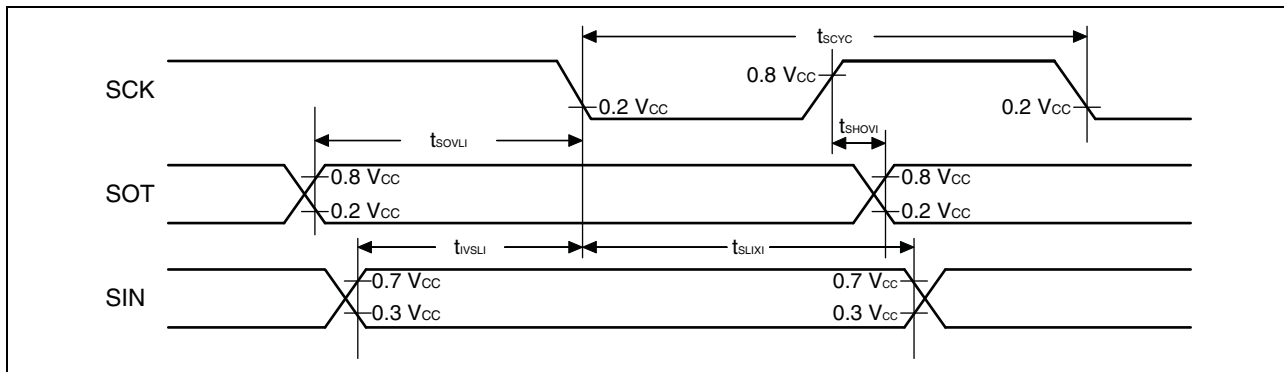 tSCYC
SCK
0.8 VCC
0.2 VCC
0.2 VCC
tSOVLI
tSHOVI
SOT
0.8 VCC
0.2 VCC
0.8 VCC
0.2 VCC
tIVSLI
tSLIXI
SIN
0.7 VCC
0.3 VCC
0.7 VCC
0.3 VCC